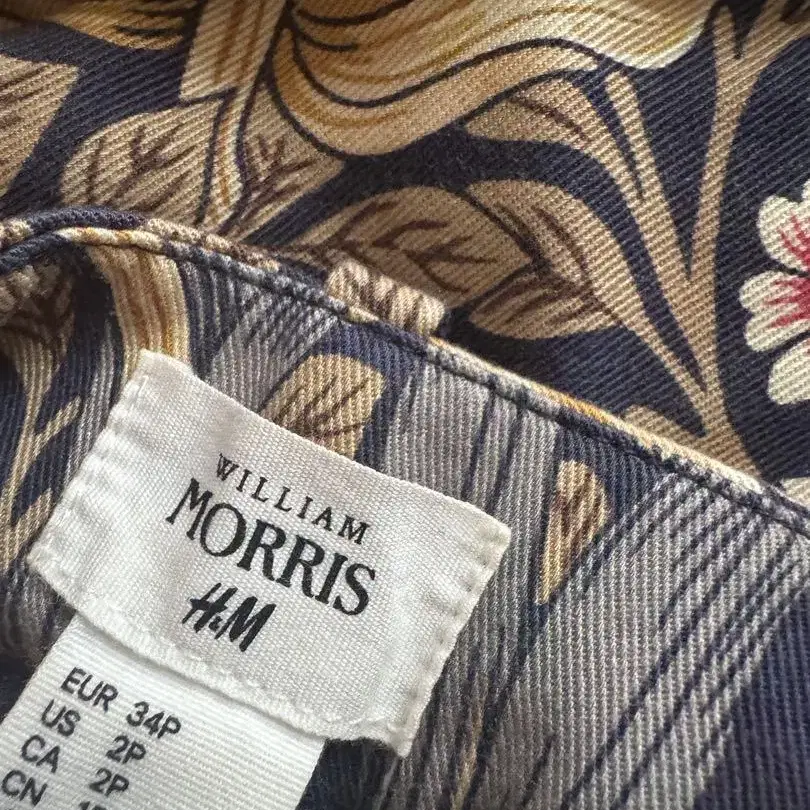 WILLIAM
MORRIS
H&M
EUR 34P
US 2P
CA 2P
CN